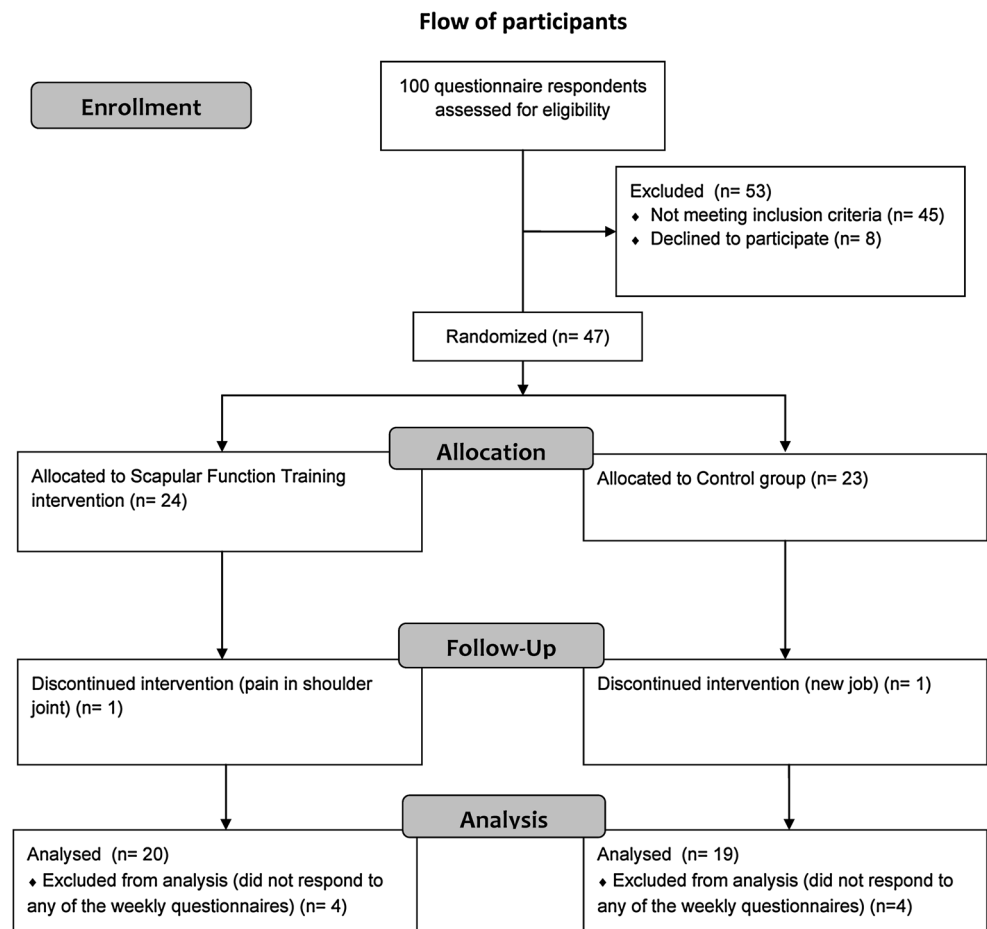 Flow of participants
Enrollment
100 questionnaire respondents
assessed for eligibility
Excluded (n= 53)
♦ Not meeting inclusion criteria (n= 45)
♦ Declined to participate (n= 8)
Randomized (n= 47)
Allocation
Allocated to Scapular Function Training
intervention (n= 24)
Allocated to Control group (n= 23)
Follow-Up
Discontinued intervention (pain in shoulder
joint) (n= 1)
Discontinued intervention (new job) (n= 1)
Analysis
Analysed (n= 20)
♦ Excluded from analysis (did not respond to
any of the weekly questionnaires) (n= 4)
Analysed (n= 19)
♦ Excluded from analysis (did not respond to
any of the weekly questionnaires) (n=4)